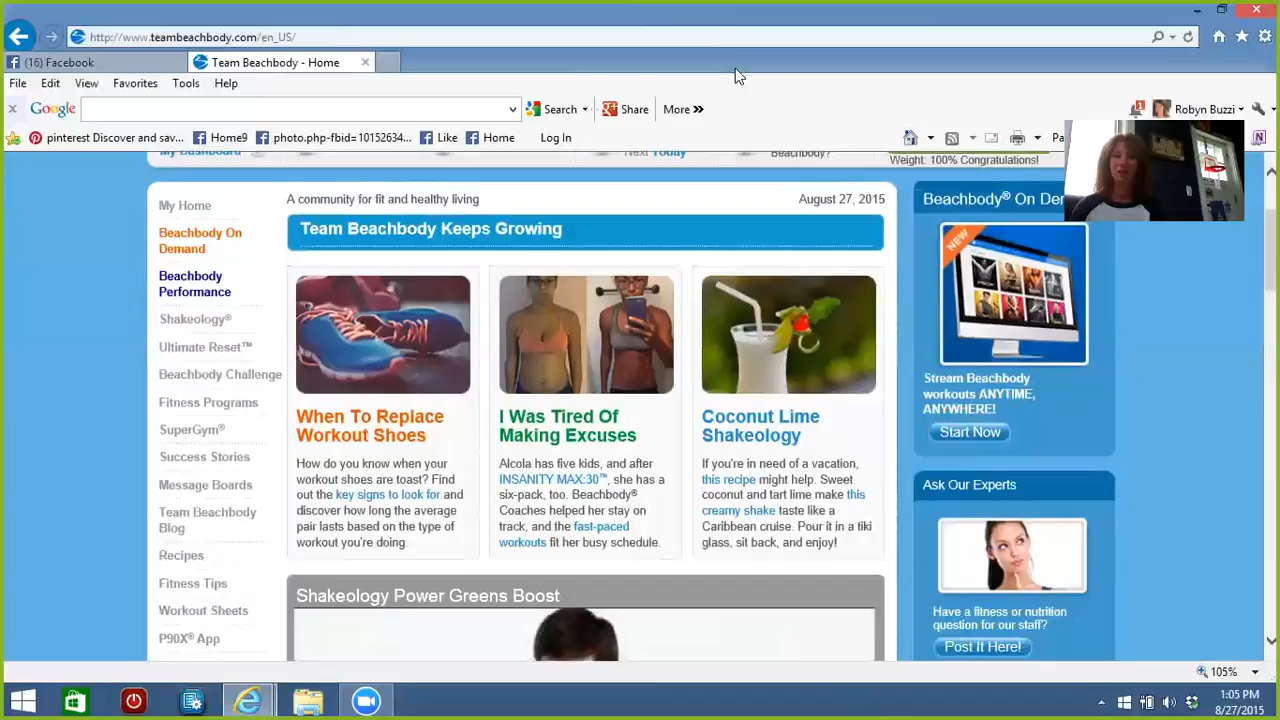 http://www.teambeachbody.com/en_US/
(16) Facebook
Team Beachbody - Home
File Edit View Favorites Tools Help
Google Search Share More »
1 Robyn Buzzi
pinterest Discover and sav... Home9 photo.php-fbid=10152634... Like Home Log In
Pa
My Dashboard Next Today Beachbody? Weight: 100% Congratulations!
A community for fit and healthy living August 27, 2015
Team Beachbody Keeps Growing
My Home
Beachbody On
Demand
Beachbody
Performance
Shakeology®
Ultimate Reset™
Beachbody Challenge
Fitness Programs
SuperGym®
Success Stories
Message Boards
Team Beachbody
Blog
Recipes
Fitness Tips
Workout Sheets
P90X® App
When To Replace
Workout Shoes
How do you know when your
workout shoes are toast? Find
out the key signs to look for and
discover how long the average
pair lasts based on the type of
workout you're doing.
I Was Tired Of
Making Excuses
Alcola has five kids, and after
INSANITY MAX:30™, she has a
six-pack, too. Beachbody®
Coaches helped her stay on
track, and the fast-paced
workouts fit her busy schedule.
Coconut Lime
Shakeology
If you're in need of a vacation,
this recipe might help. Sweet
coconut and tart lime make this
creamy shake taste like a
Caribbean cruise. Pour it in a tiki
glass, sit back, and enjoy!
Shakeology Power Greens Boost
Beachbody® On Den
NEW
Stream Beachbody
workouts ANYTIME,
ANYWHERE!
Start Now
Ask Our Experts
Have a fitness or nutrition
question for our staff?
Post It Here!
105%
1:05 PM
8/27/2015